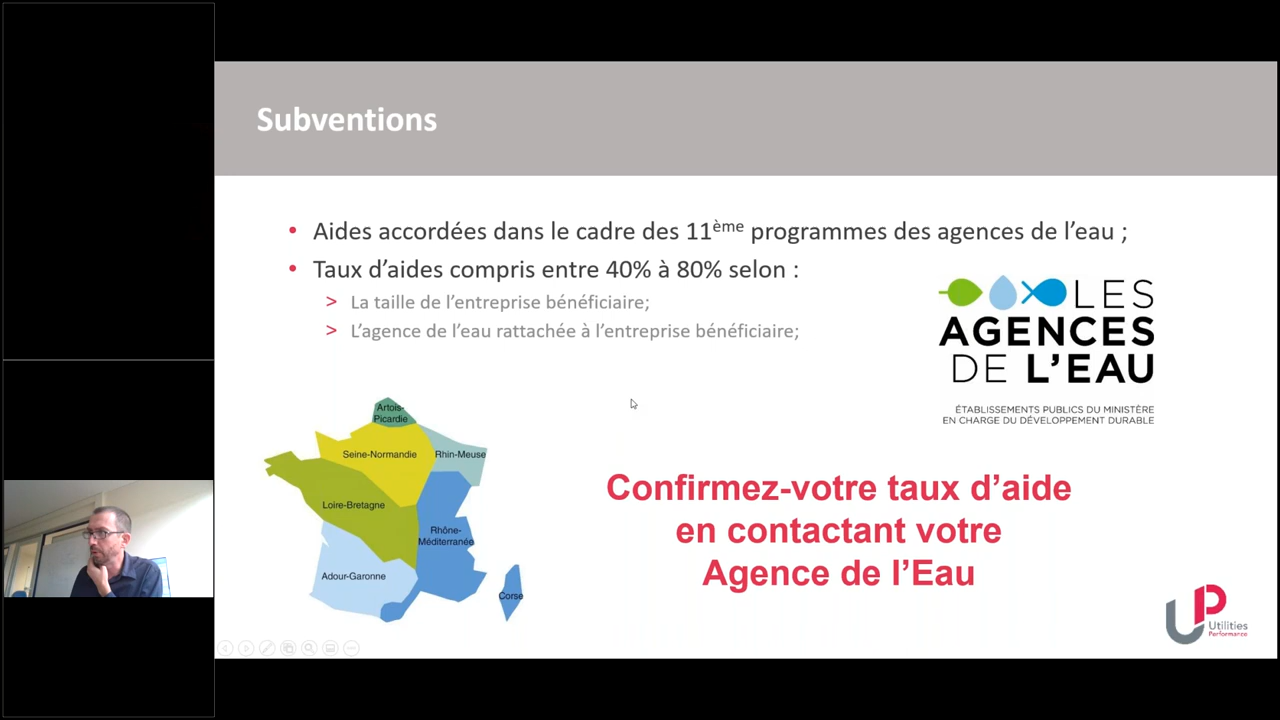 Subventions
• Aides accordées dans le cadre des 11ème programmes des agences de l'eau ;
• Taux d'aides compris entre 40% à 80% selon :
> La taille de l'entreprise bénéficiaire;
> L'agence de l'eau rattachée à l'entreprise bénéficiaire;
LES
AGENCES
DE L'EAU
ÉTABLISSEMENTS PUBLICS DU MINISTÈRE
EN CHARGE DU DÉVELOPPEMENT DURABLE
Artois-
Picardie
Seine-Normandie
Rhin-Meuse
Loire-Bretagne
Rhône-
Méditerranée
Adour-Garonne
Corse
Confirmez-votre taux d'aide
en contactant votre
Agence de l'Eau
UP
Utilities
Performance